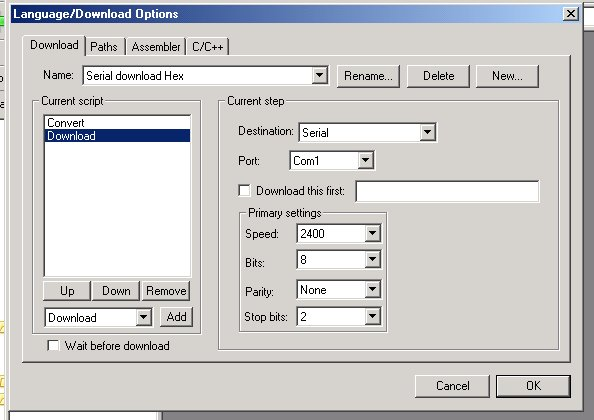 Language/Download Options
Download Paths Assembler C/C++
Name: Serial download Hex Rename... Delete New...
Current script
Convert
Download
Up Down Remove
Download Add
Wait before download
Current step
Destination: Serial
Port: Com1
Download this first:
Primary settings
Speed: 2400
Bits: 8
Parity: None
Stop bits: 2
Cancel OK